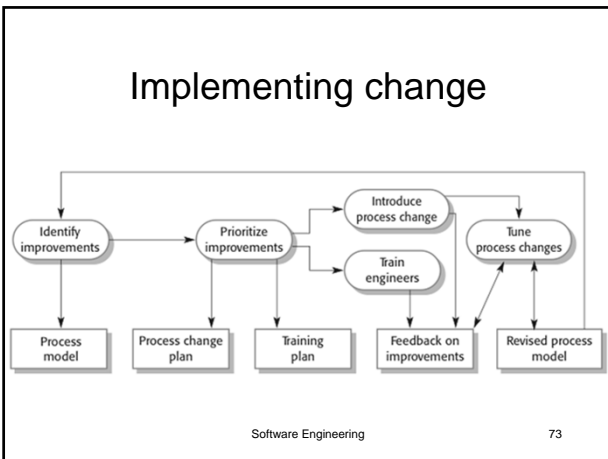 Implementing change
Identify
improvements
Prioritize
improvements
Introduce
process change
Train
engineers
Tune
process changes
Process
model
Process change
plan
Training
plan
Feedback on
improvements
Revised process
model
Software Engineering
73